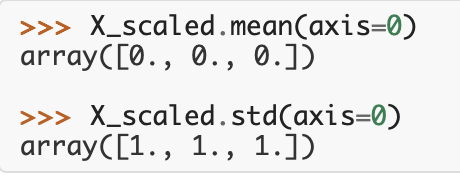 >>> X_scaled.mean(axis=0)
array([0., 0., 0.])
>>> X_scaled.std(axis=0)
array([1., 1., 1.])